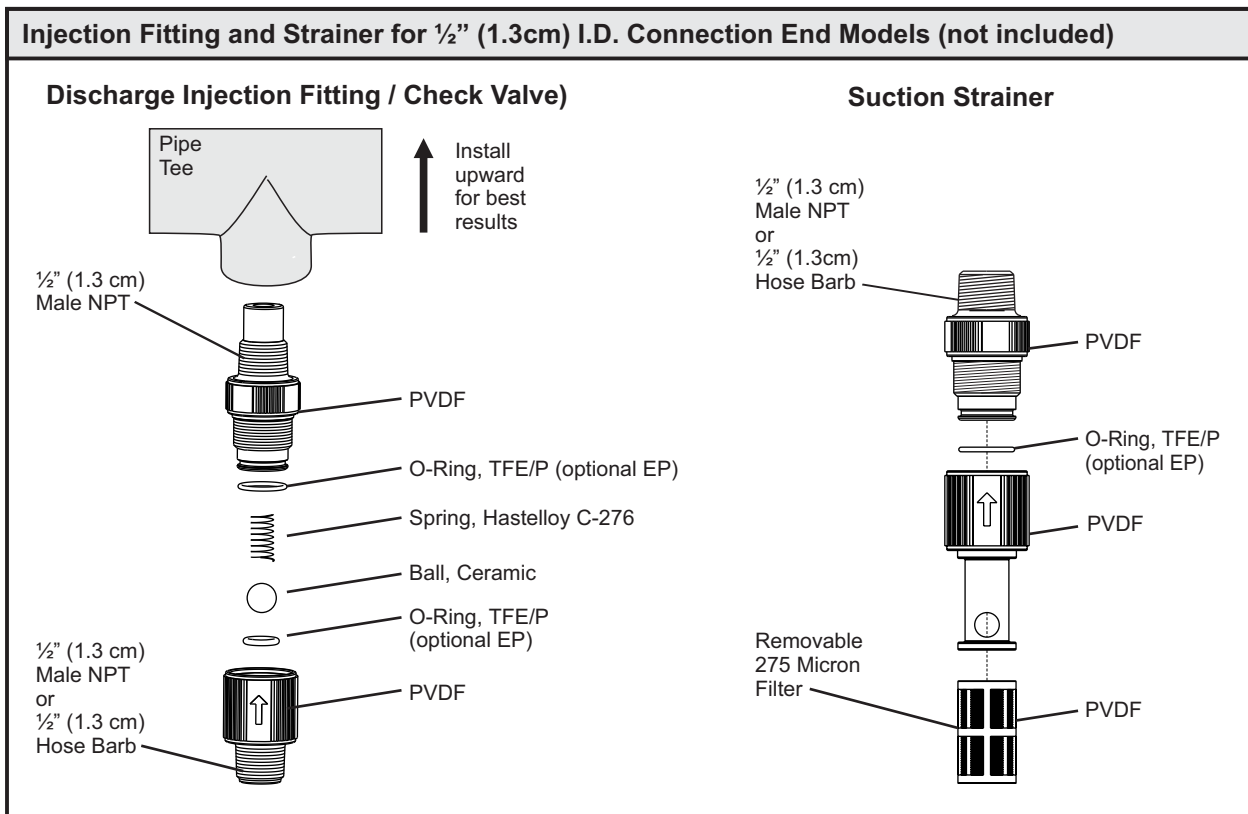 Injection Fitting and Strainer for ½” (1.3cm) I.D. Connection End Models (not included)
Discharge Injection Fitting / Check Valve)
Pipe
Tee
Install
upward
for best
results
½” (1.3 cm)
Male NPT
PVDF
O-Ring, TFE/P (optional EP)
Spring, Hastelloy C-276
Ball, Ceramic
O-Ring, TFE/P
(optional EP)
½” (1.3 cm)
Male NPT
or
½” (1.3 cm)
Hose Barb
PVDF
Suction Strainer
½” (1.3 cm)
Male NPT
or
½” (1.3cm)
Hose Barb
PVDF
O-Ring, TFE/P
(optional EP)
PVDF
Removable
275 Micron
Filter
PVDF